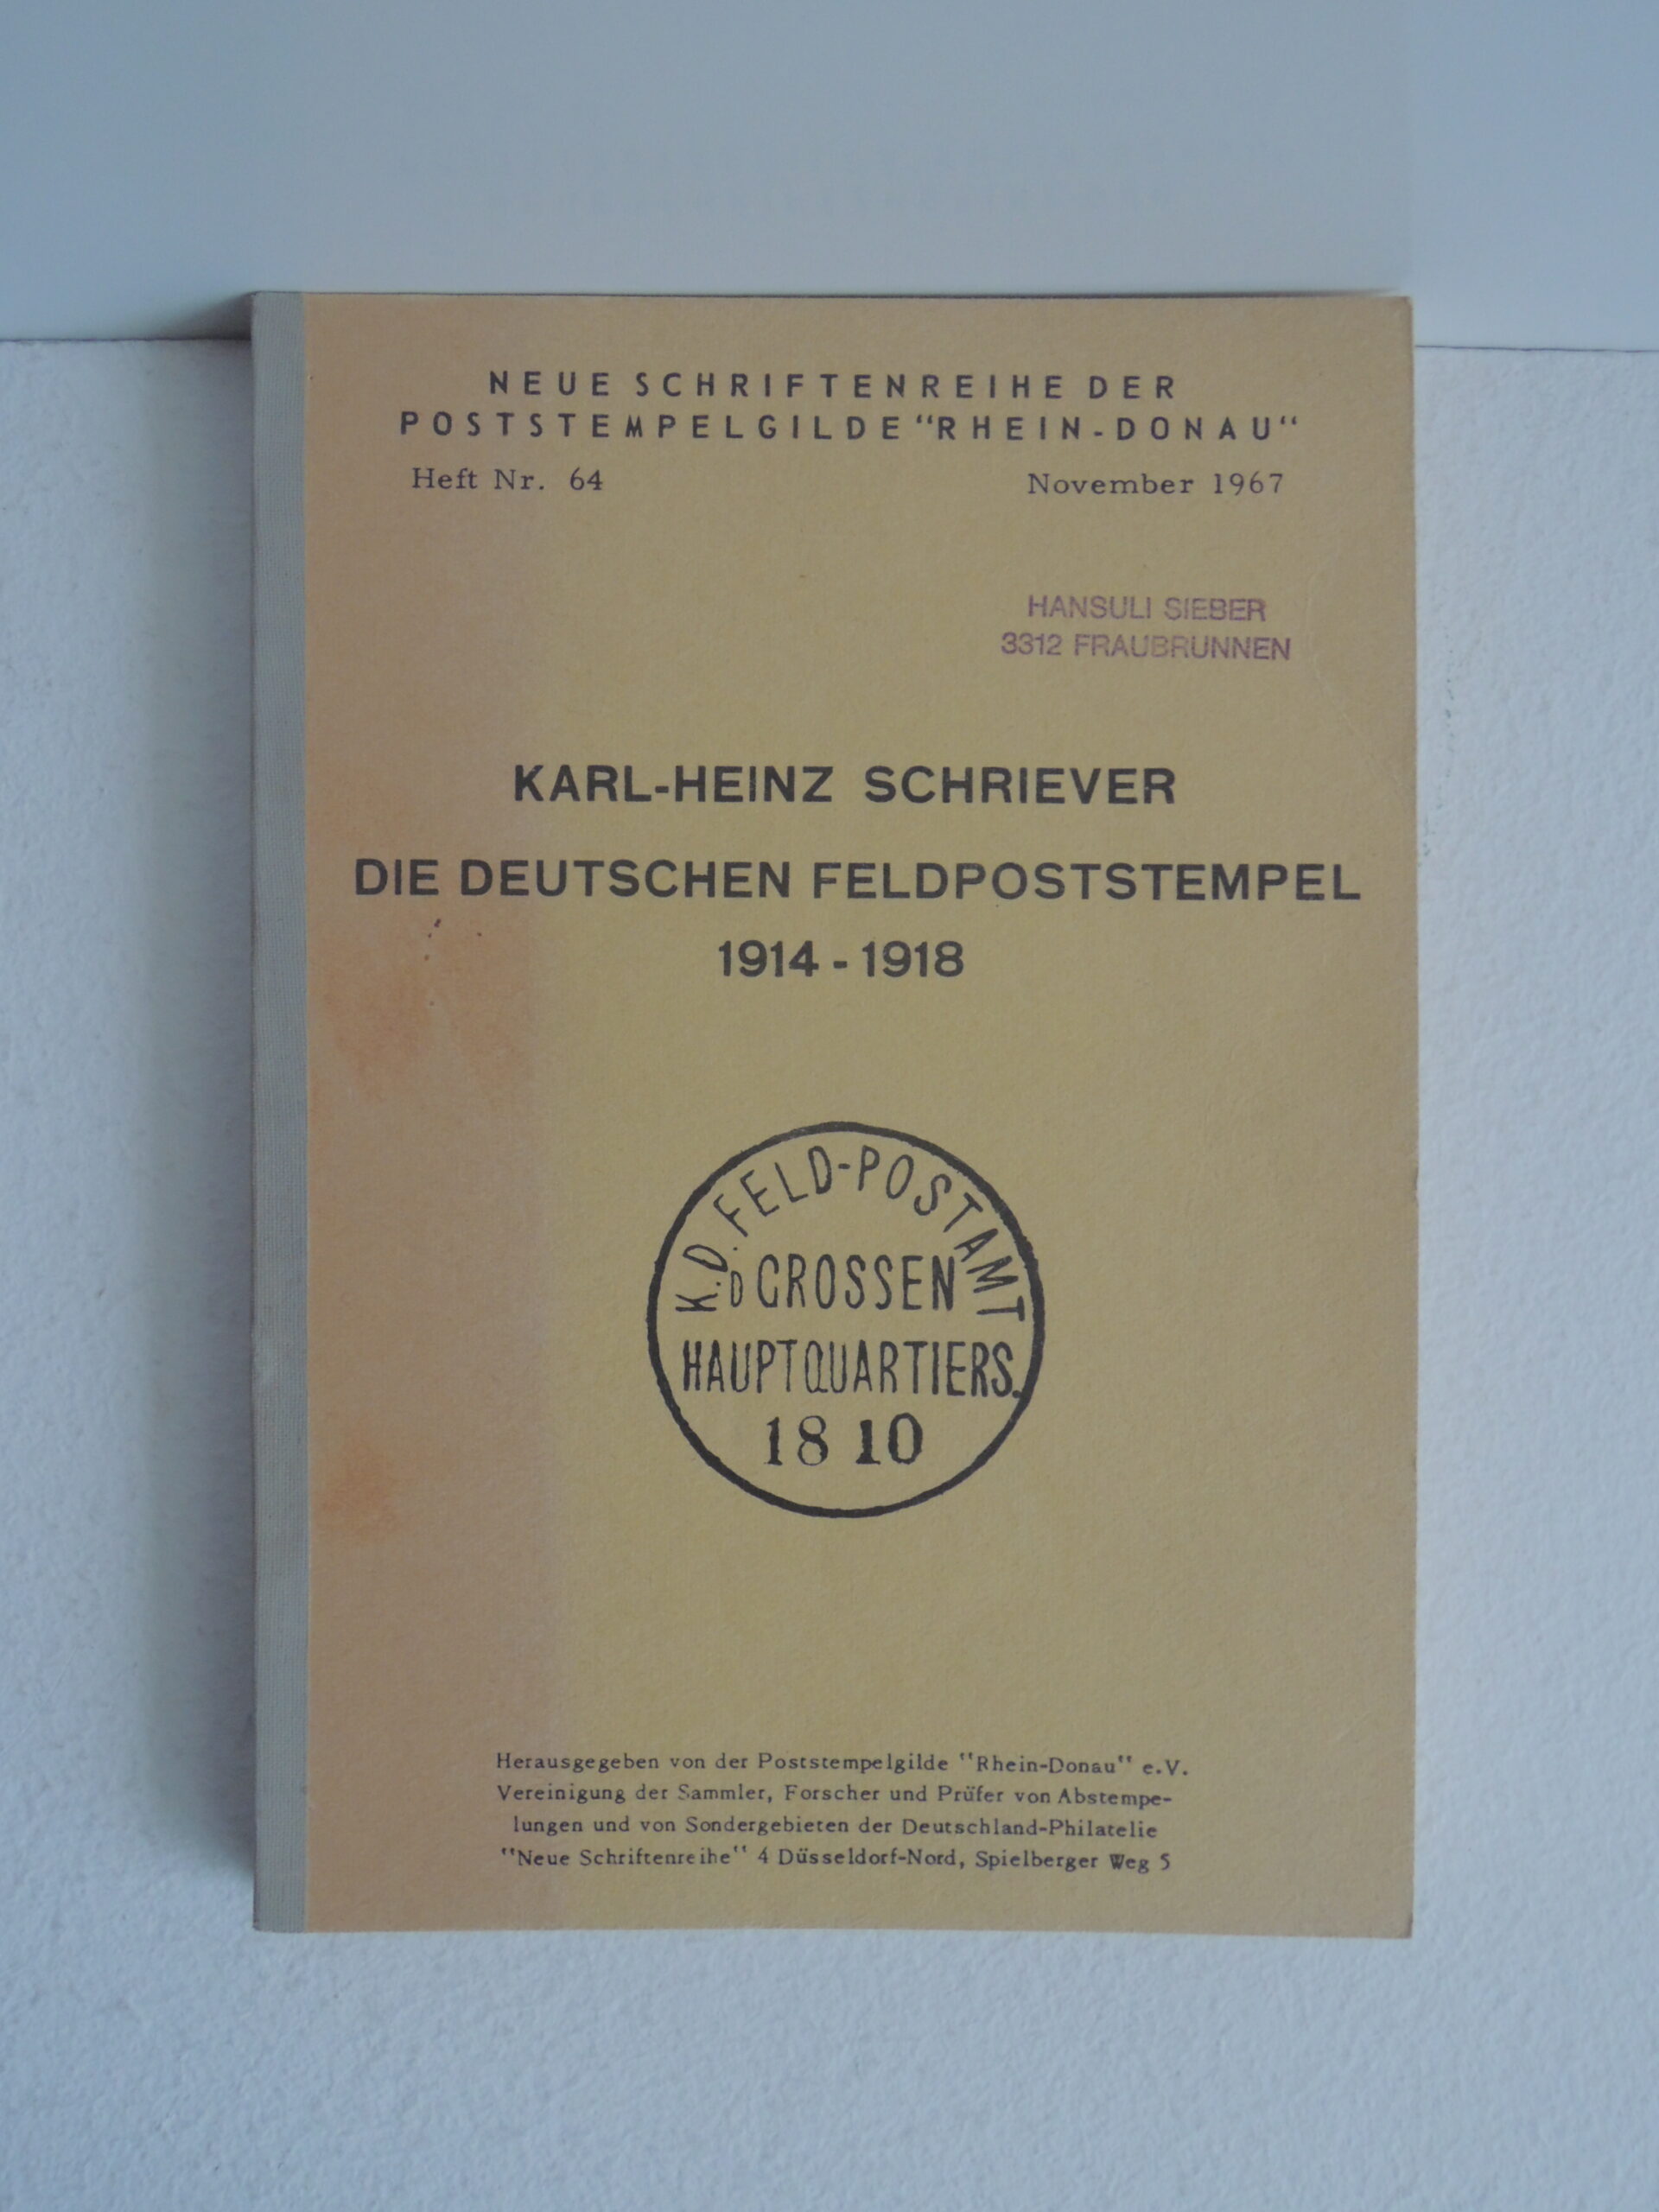 NEUE SCHRIFTENREIHE DER
POSTSTEMPELGILDE "RHEIN-DONAU"
Heft Nr. 64 November 1967
HANSULI SIEBER
3312 FRAUBRUNNEN
KARL-HEINZ SCHRIEVER
DIE DEUTSCHEN FELDPOSTSTEMPEL
1914 - 1918
K.D. FELD-POSTAMT
D GROSSEN
HAUPTQUARTIERS.
18 10
Herausgegeben von der Poststempelgilde "Rhein-Donau" e.V.
Vereinigung der Sammler, Forscher und Prüfer von Abstempe-
lungen und von Sondergebieten der Deutschland-Philatelie
"Neue Schriftenreihe" 4 Düsseldorf-Nord, Spielberger Weg 5